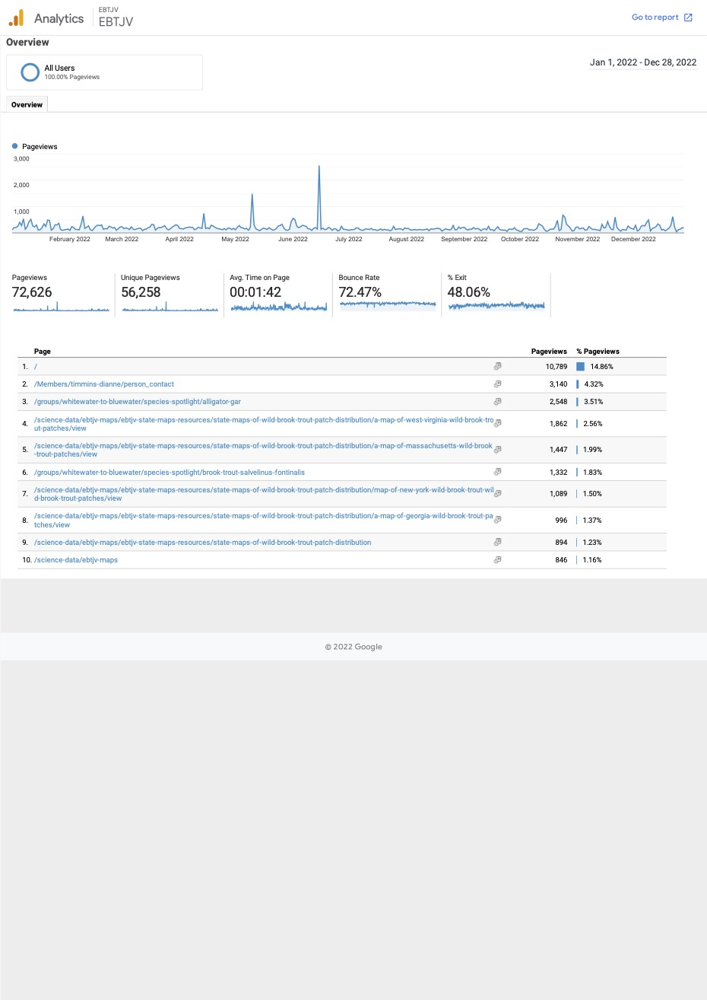 Analytics
EBTJV
EBTJV
Go to report
Overview
All Users
100.00% Pageviews
Jan 1, 2022 - Dec 28, 2022
Overview
Pageviews
3,000
2,000
1,000
February 2022 March 2022 April 2022 May 2022 June 2022 July 2022 August 2022 September 2022 October 2022 November 2022 December 2022
Pageviews
72,626
Unique Pageviews
56,258
Avg. Time on Page
00:01:42
Bounce Rate
72.47%
% Exit
48.06%
Page Pageviews % Pageviews
1. / 10,789 14.86%
2. /Members/timmins-dianne/person_contact 3,140 4.32%
3. /groups/whitewater-to-bluewater/species-spotlight/alligator-gar 2,548 3.51%
4. /science-data/ebtjv-maps/ebtjv-state-maps-resources/state-maps-of-wild-brook-trout-patch-distribution/a-map-of-west-virginia-wild-brook-tro
ut-patches/view 1,862 2.56%
5. /science-data/ebtjv-maps/ebtjv-state-maps-resources/state-maps-of-wild-brook-trout-patch-distribution/a-map-of-massachusetts-wild-brook
-trout-patches/view 1,447 1.99%
6. /groups/whitewater-to-bluewater/species-spotlight/brook-trout-salvelinus-fontinalis 1,332 1.83%
7. /science-data/ebtjv-maps/ebtjv-state-maps-resources/state-maps-of-wild-brook-trout-patch-distribution/map-of-new-york-wild-brook-trout-wil
d-brook-trout-patches/view 1,089 1.50%
8. /science-data/ebtjv-maps/ebtjv-state-maps-resources/state-maps-of-wild-brook-trout-patch-distribution/a-map-of-georgia-wild-brook-trout-pa
tches/view 996 1.37%
9. /science-data/ebtjv-maps/ebtjv-state-maps-resources/state-maps-of-wild-brook-trout-patch-distribution 894 1.23%
10. /science-data/ebtjv-maps 846 1.16%
© 2022 Google